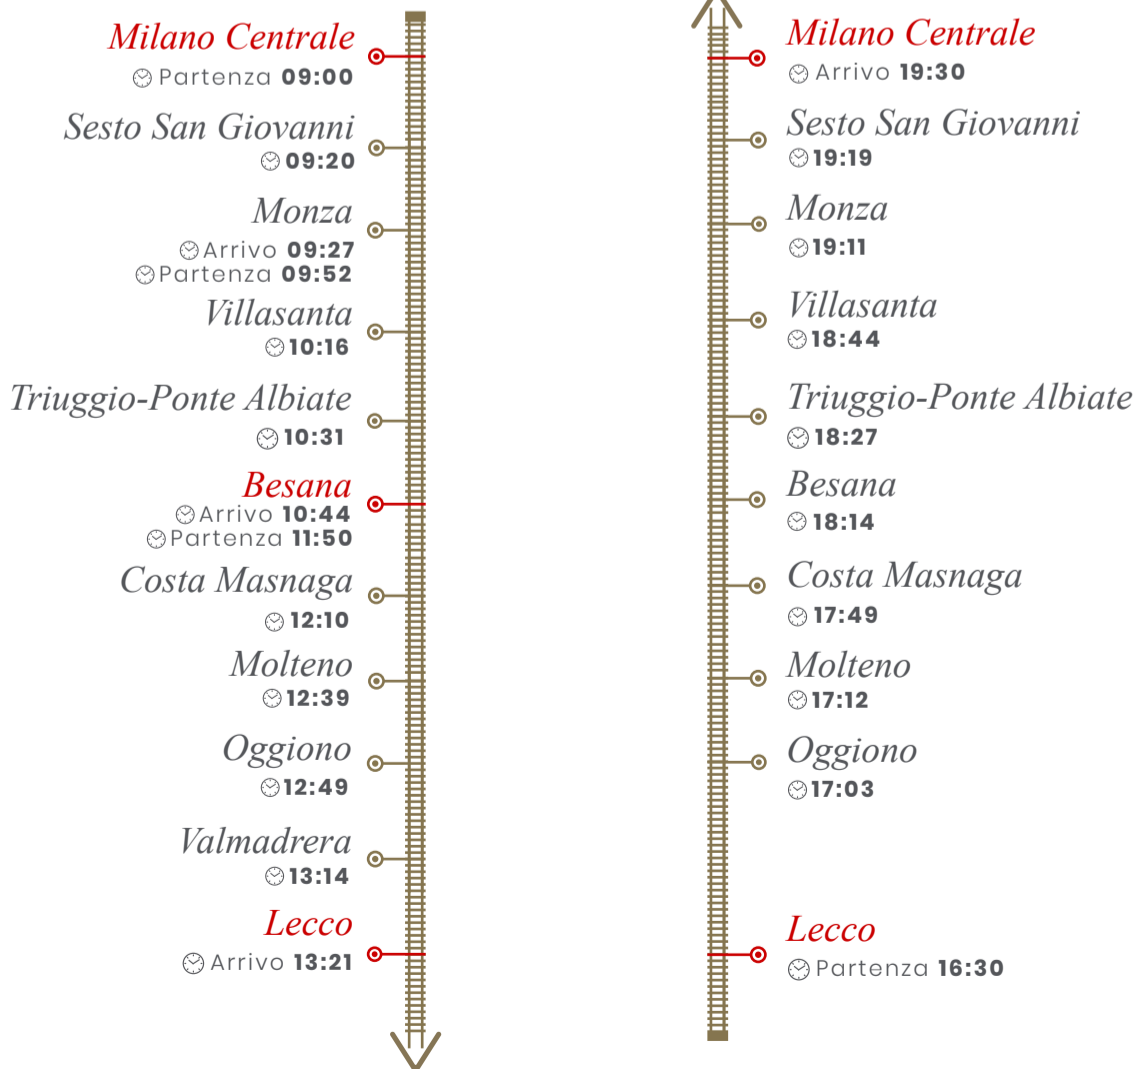 Milano Centrale
Partenza 09:00
Sesto San Giovanni
09:20
Monza
Arrivo 09:27
Partenza 09:52
Villasanta
10:16
Triuggio-Ponte Albiate
10:31
Besana
Arrivo 10:44
Partenza 11:50
Costa Masnaga
12:10
Molteno
12:39
Oggiono
12:49
Valmadrera
13:14
Lecco
Arrivo 13:21
Milano Centrale
Arrivo 19:30
Sesto San Giovanni
19:19
Monza
19:11
Villasanta
18:44
Triuggio-Ponte Albiate
18:27
Besana
18:14
Costa Masnaga
17:49
Molteno
17:12
Oggiono
17:03
Lecco
Partenza 16:30